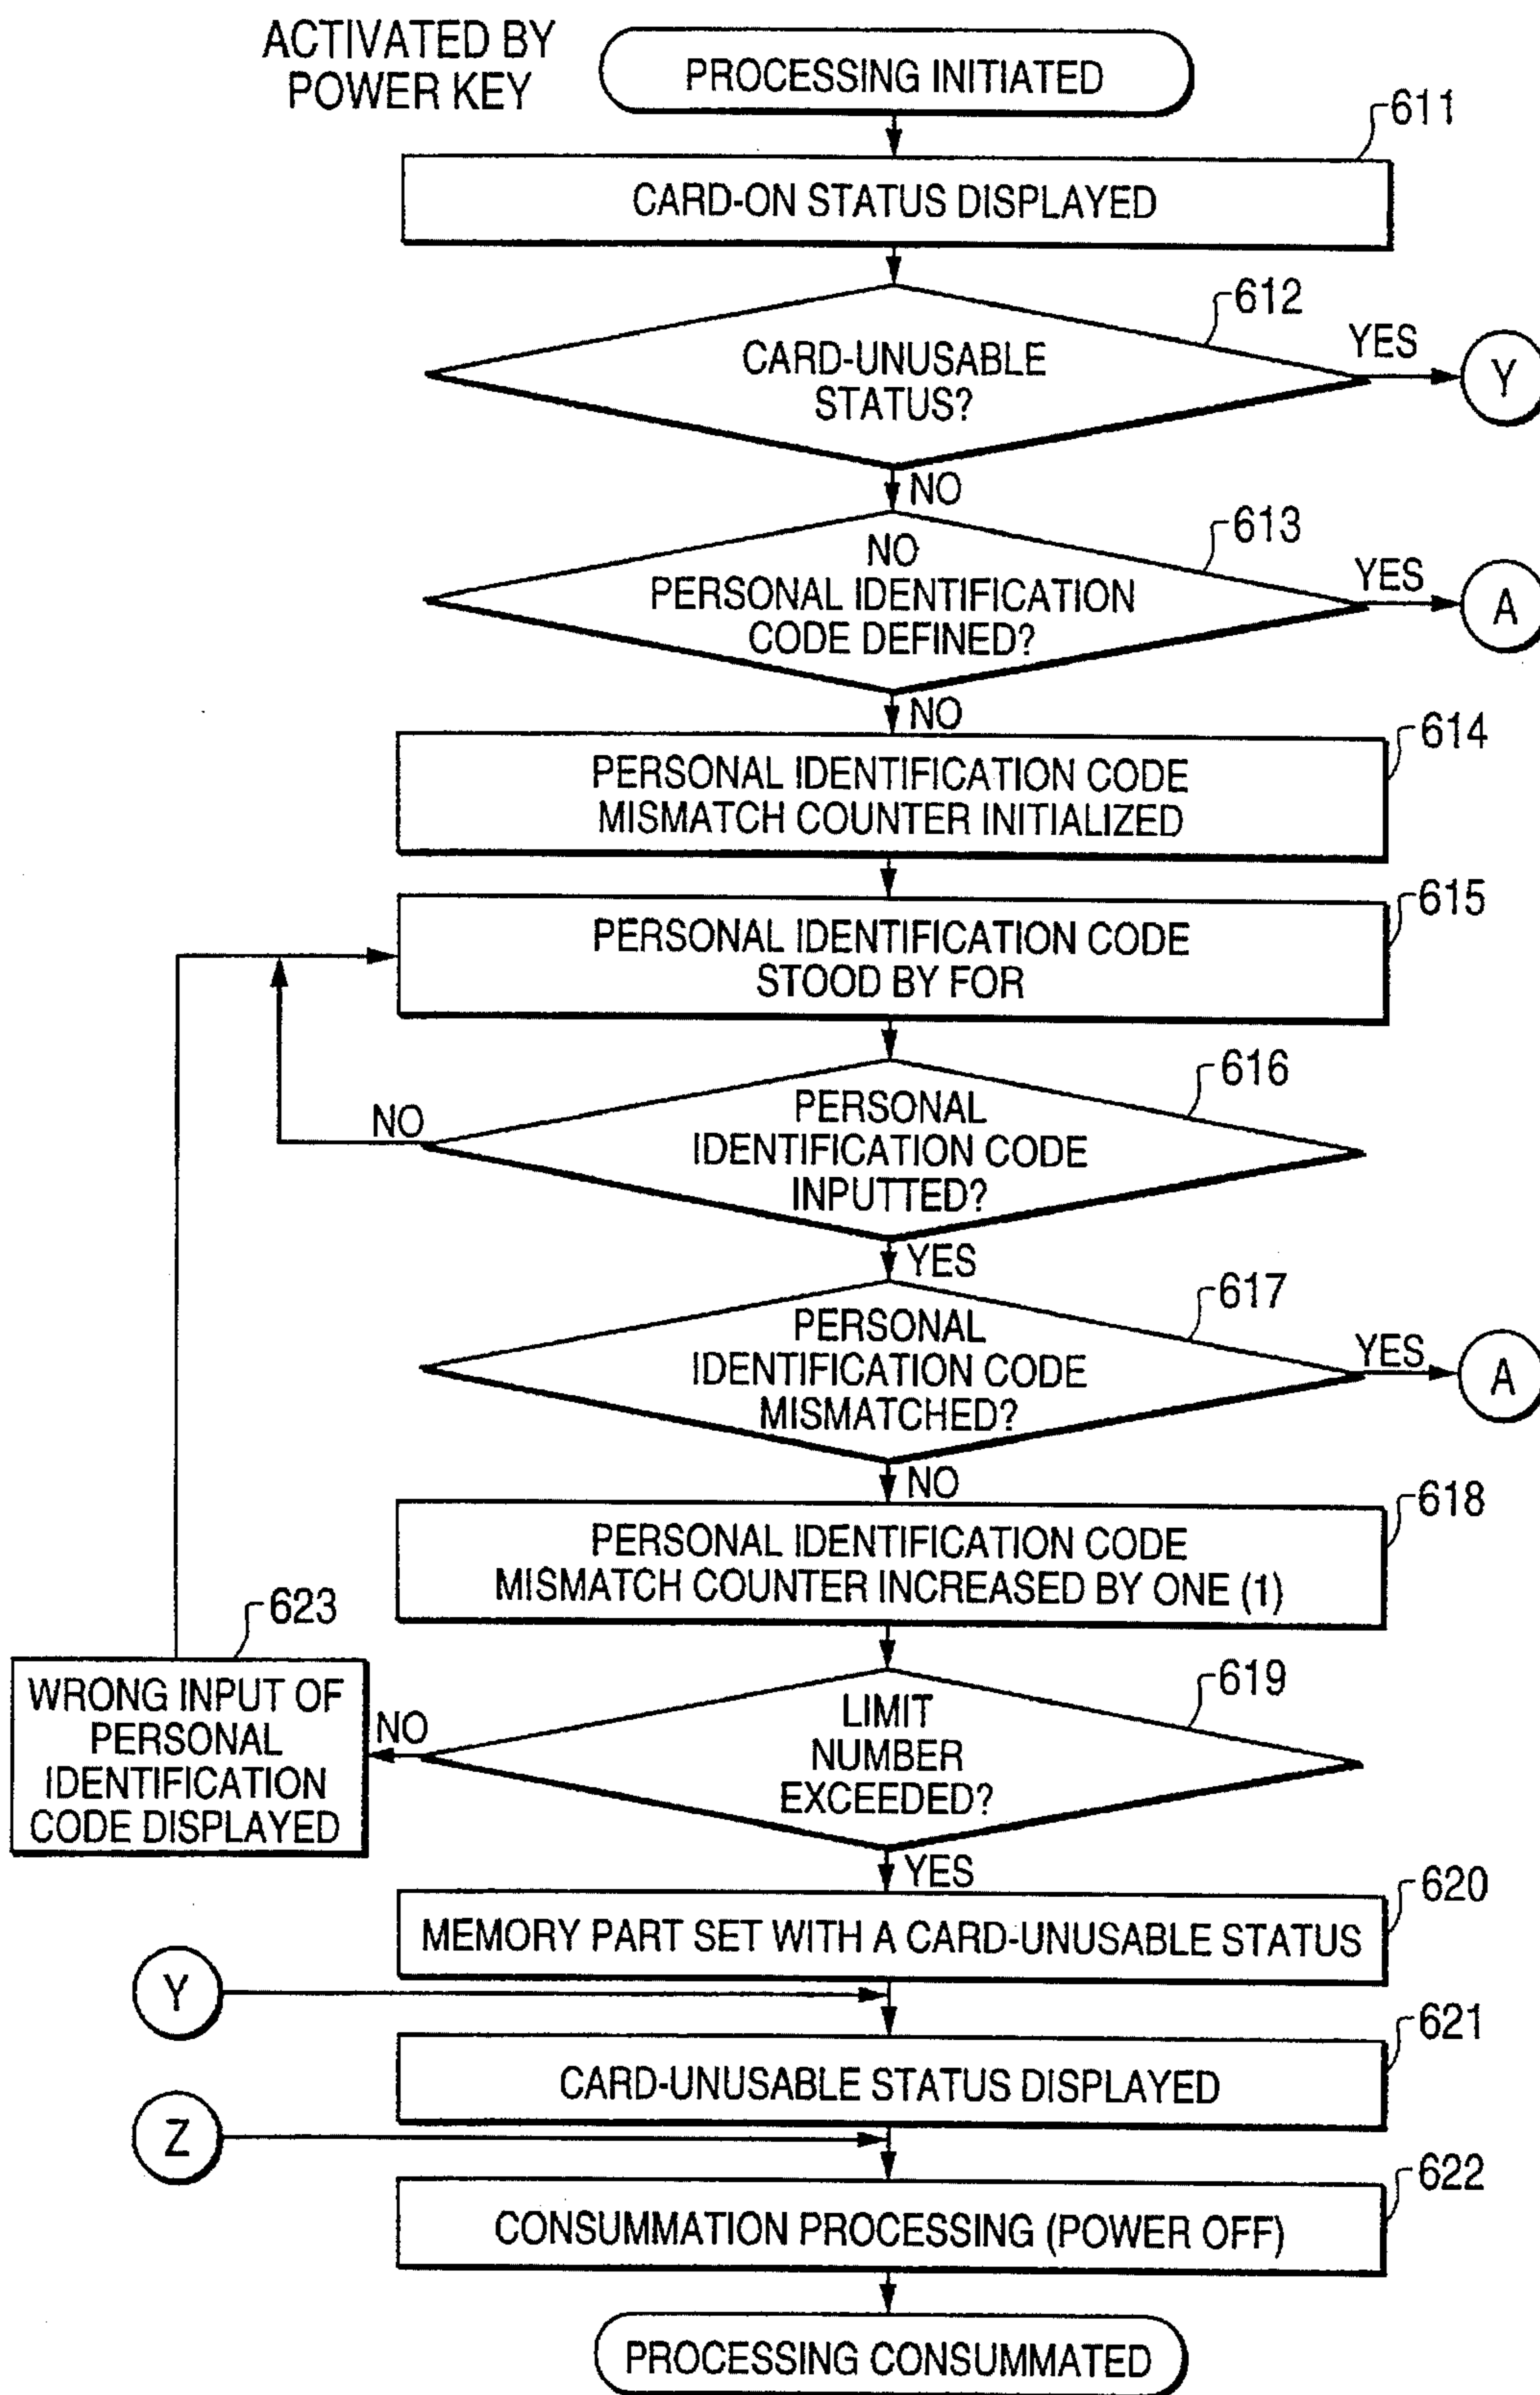 ACTIVATED BY
POWER KEY
PROCESSING INITIATED
611
CARD-ON STATUS DISPLAYED
612
CARD-UNUSABLE
STATUS?
YES
Y
NO
613
NO
PERSONAL IDENTIFICATION
CODE DEFINED?
YES
A
NO
614
PERSONAL IDENTIFICATION CODE
MISMATCH COUNTER INITIALIZED
615
PERSONAL IDENTIFICATION CODE
STOOD BY FOR
616
PERSONAL
IDENTIFICATION CODE
INPUTTED?
NO
YES
617
PERSONAL
IDENTIFICATION CODE
MISMATCHED?
YES
A
NO
618
PERSONAL IDENTIFICATION CODE
MISMATCH COUNTER INCREASED BY ONE (1)
623
WRONG INPUT OF
PERSONAL
IDENTIFICATION
CODE DISPLAYED
NO
619
LIMIT
NUMBER
EXCEEDED?
YES
620
MEMORY PART SET WITH A CARD-UNUSABLE STATUS
Y
621
CARD-UNUSABLE STATUS DISPLAYED
Z
622
CONSUMMATION PROCESSING (POWER OFF)
PROCESSING CONSUMMATED